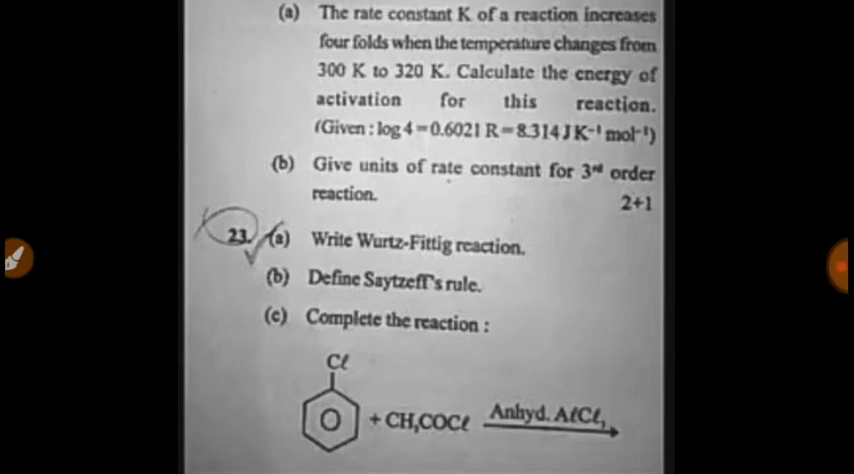 (a) The rate constant K of a reaction increases
four folds when the temperature changes from
300 K to 320 K. Calculate the energy of
activation for this reaction.
(Given : log 4 = 0.6021 R = 8.314 J K⁻¹ mol⁻¹)
(b) Give units of rate constant for 3rd order
reaction. 2+1
23. (a) Write Wurtz-Fittig reaction.
(b) Define Saytzeff's rule.
(c) Complete the reaction :
Cℓ
+ CH₃COCℓ Anhyd. AℓCℓ₃